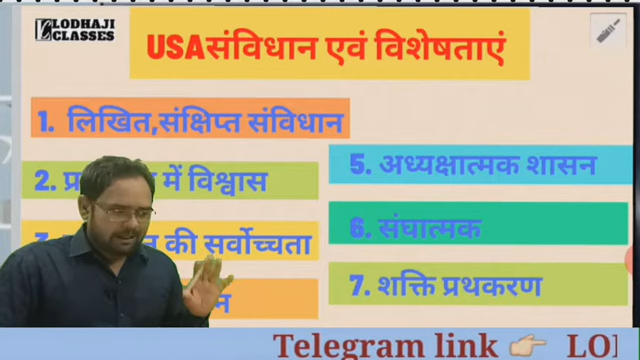 LODHAJI
CLASSES
USAसंविधान एवं विशेषताएं
1. लिखित,संक्षिप्त संविधान
2. में विश्वास
की सर्वोच्चता
5. अध्यक्षात्मक शासन
6. संघात्मक
7. शक्ति प्रथकरण
Telegram link 👉 LO